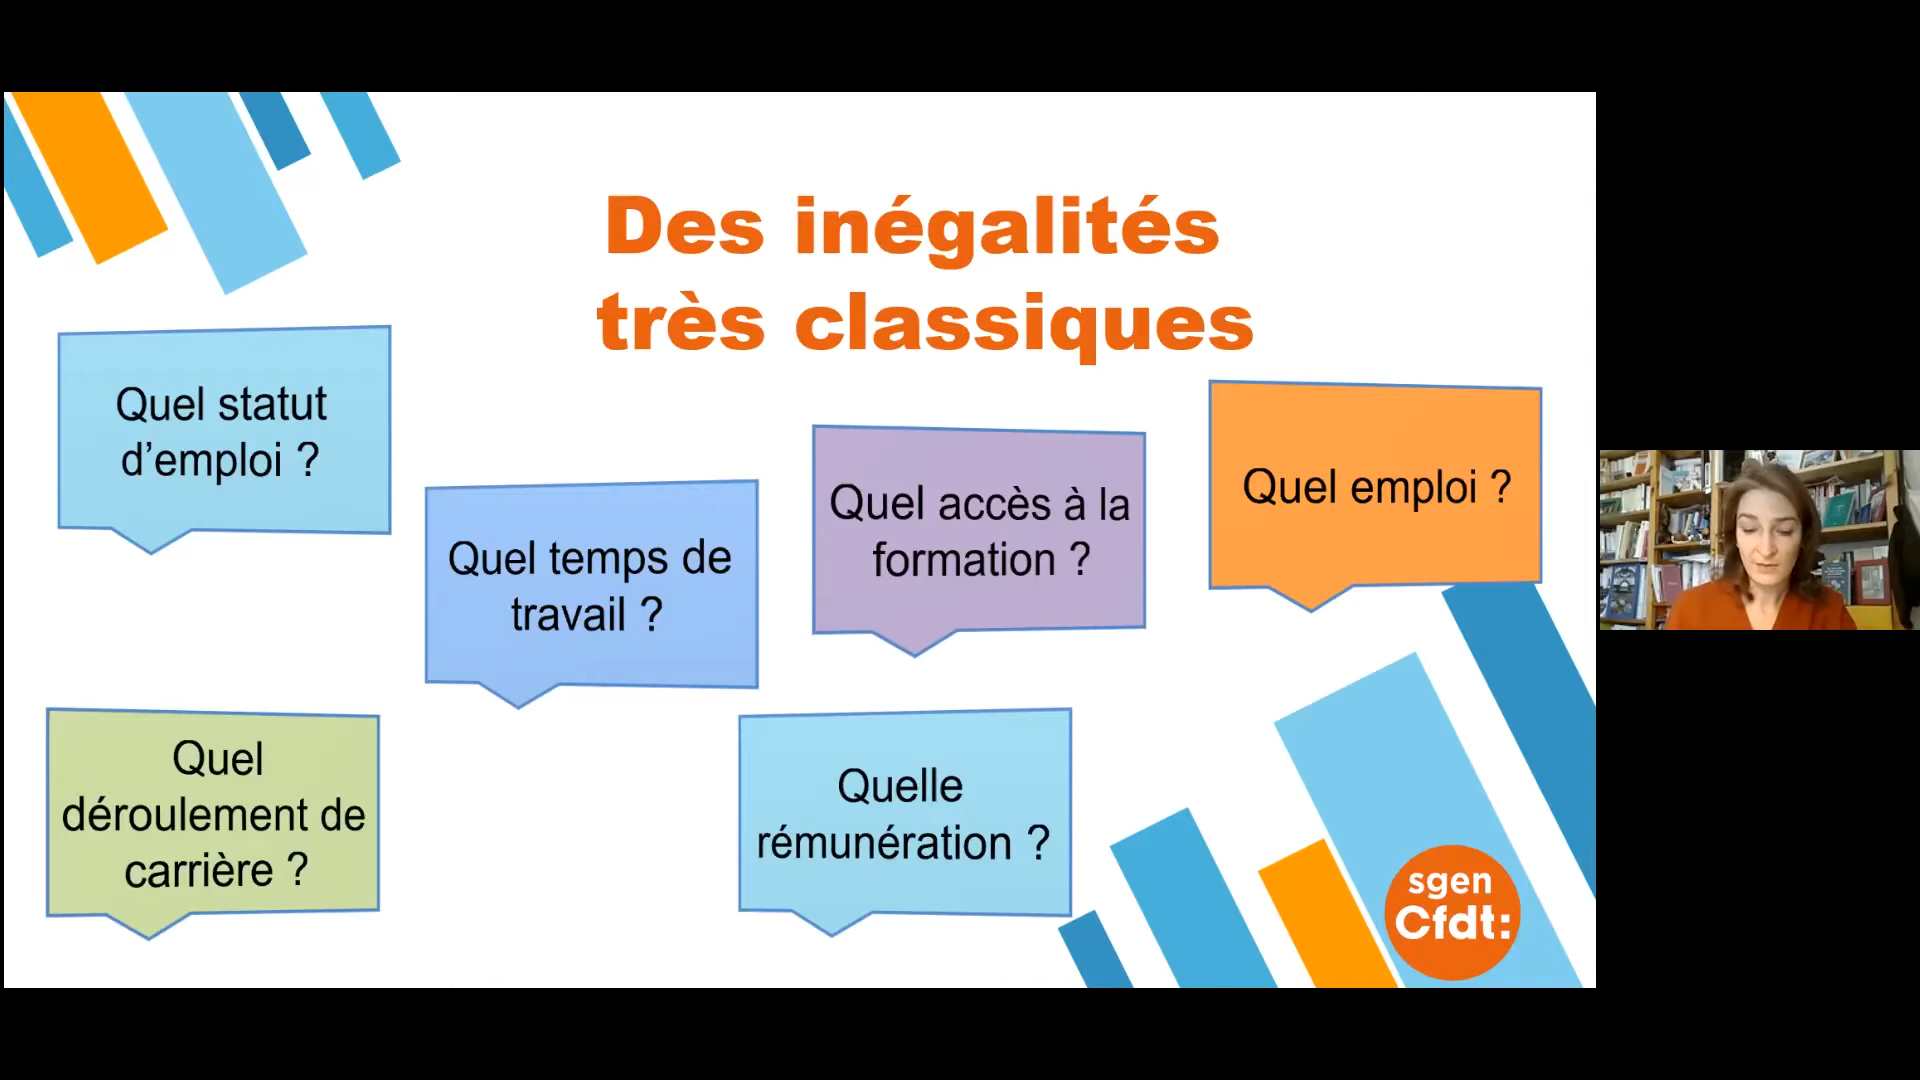 Des inégalités
très classiques
Quel statut
d’emploi ?
Quel temps de
travail ?
Quel accès à la
formation ?
Quel emploi ?
Quel
déroulement de
carrière ?
Quelle
rémunération ?
sgen
Cfdt: